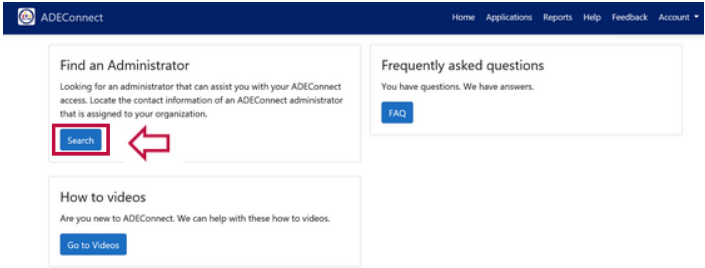 ADEConnect Home Applications Reports Help Feedback Account
Find an Administrator
Looking for an administrator that can assist you with your ADEConnect
access. Locate the contact information of an ADEConnect administrator
that is assigned to your organization.
Search
Frequently asked questions
You have questions. We have answers.
FAQ
How to videos
Are you new to ADEConnect. We can help with these how to videos.
Go to Videos